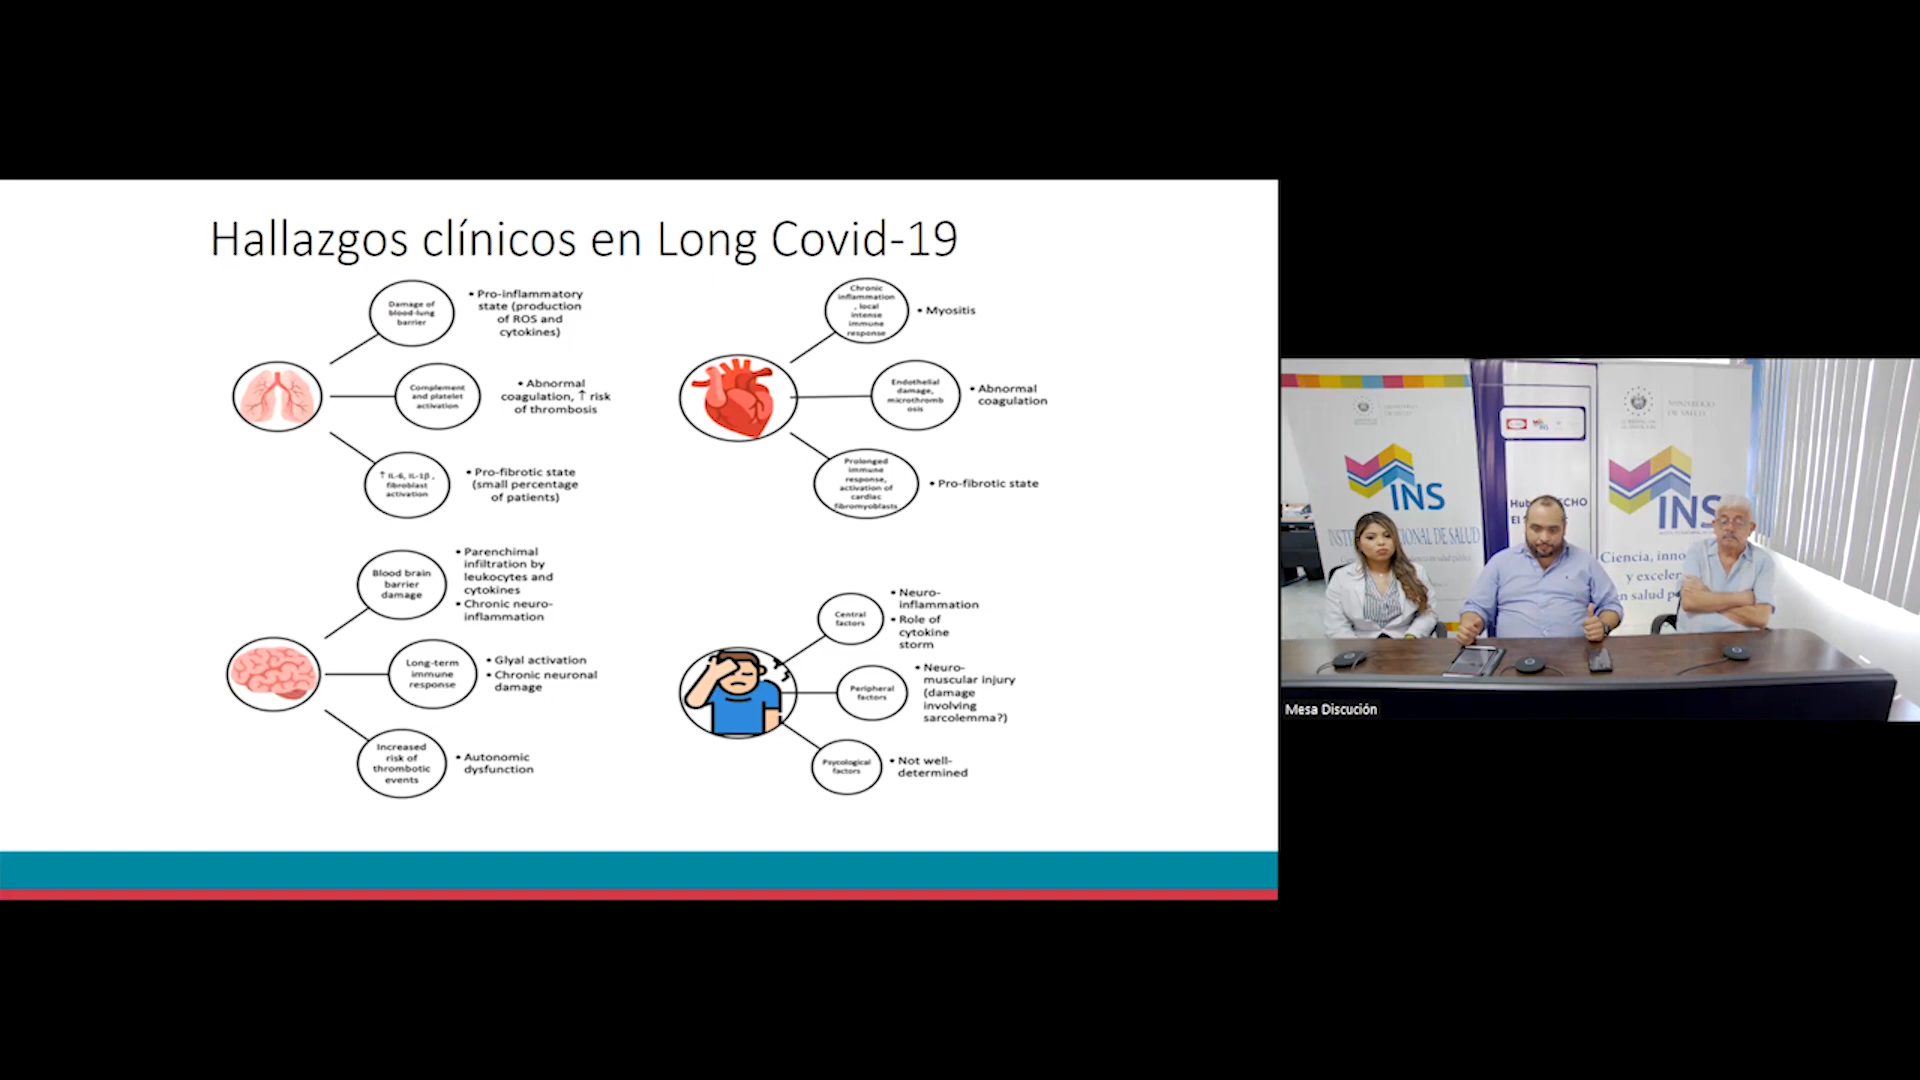 Hallazgos clínicos en Long Covid-19
Damage of
blood-lung
barrier
• Pro-inflammatory
state (production
of ROS and
cytokines)
Complement
and platelet
activation
• Abnormal
coagulation, ↑ risk
of thrombosis
↑ IL-6, IL-1β ,
fibroblast
activation
• Pro-fibrotic state
(small percentage
of patients)
Chronic
inflammation
, local
intense
immune
response
• Myositis
Endothelial
damage,
microthromb
osis
• Abnormal
coagulation
Prolonged
immune
response,
activation of
cardiac
fibromyoblasts
• Pro-fibrotic state
Blood brain
barrier
damage
• Parenchimal
infiltration by
leukocytes and
cytokines
• Chronic neuro-
inflammation
Long-term
immune
response
• Glyal activation
• Chronic neuronal
damage
Increased
risk of
thrombotic
events
• Autonomic
dysfunction
Central
factors
• Neuro-
inflammation
• Role of
cytokine
storm
Peripheral
factors
• Neuro-
muscular injury
(damage
involving
sarcolemma?)
Psycological
factors
• Not well-
determined
INS
MINISTERIO
DE SALUD
INS
Ciencia, inno
y excelen
en salud p
Mesa Discución